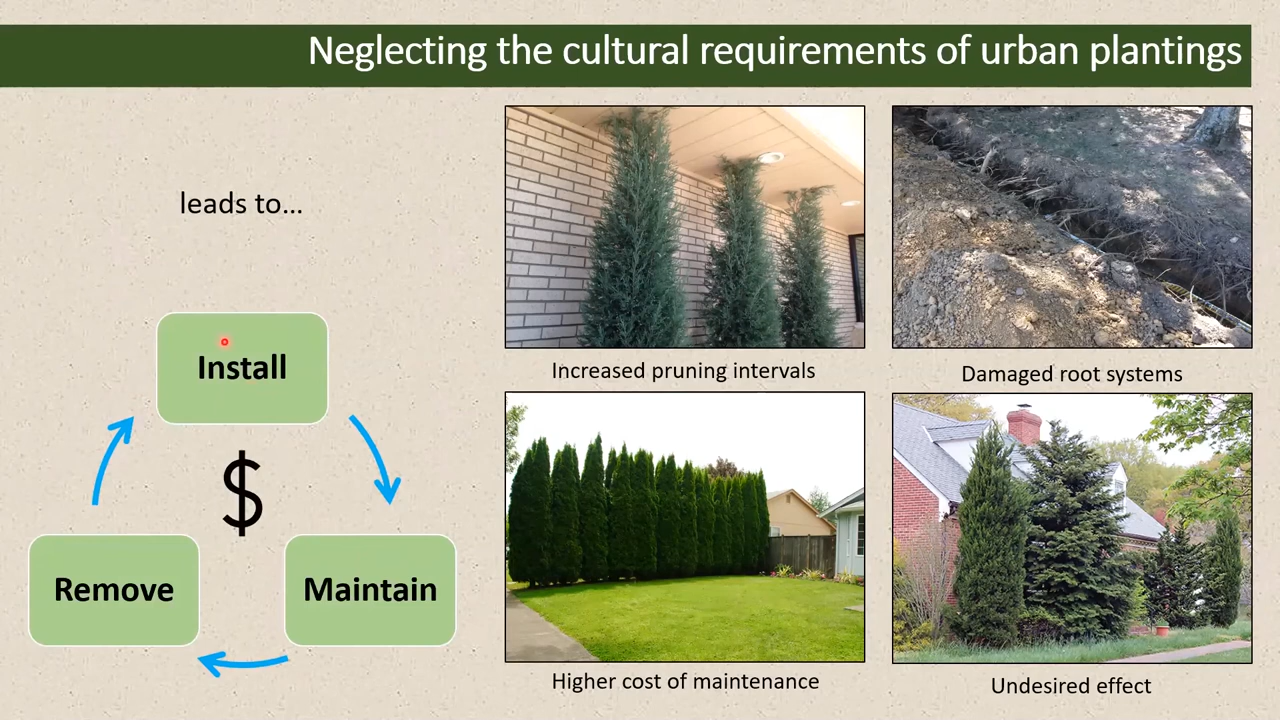 Neglecting the cultural requirements of urban plantings
leads to...
Install
$
Remove
Maintain
Increased pruning intervals
Damaged root systems
Higher cost of maintenance
Undesired effect